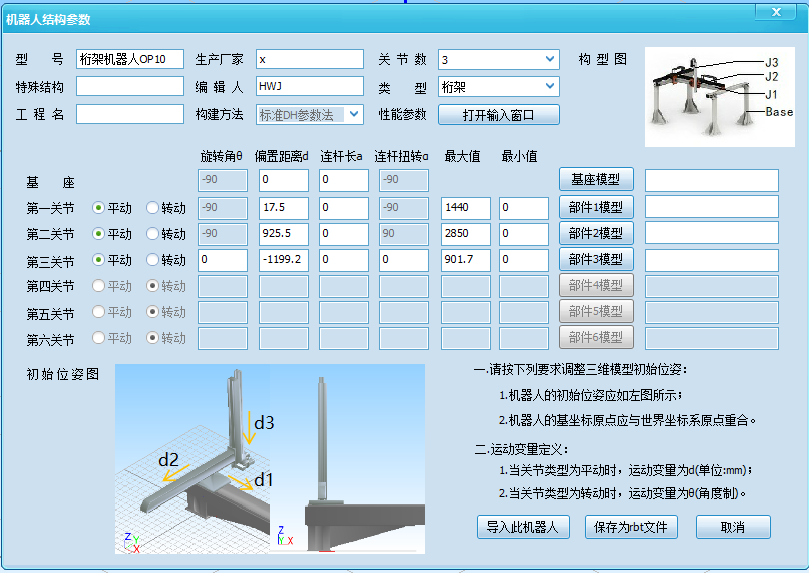 机器人结构参数
型 号 桁架机器人OP10 生产厂家 x 关 节 数 3 构 型 图
特殊结构 编 辑 人 HWJ 类 型 桁架
工 程 名 构建方法 标准DH参数法 性能参数 打开输入窗口
J3
J2
J1
Base
旋转角θ 偏置距离d 连杆长a 连杆扭转α 最大值 最小值
基 座 -90 0 0 -90 基座模型
第一关节 平动 转动 -90 17.5 0 -90 1440 0 部件1模型
第二关节 平动 转动 -90 925.5 0 90 2850 0 部件2模型
第三关节 平动 转动 0 -1199.2 0 0 901.7 0 部件3模型
第四关节 平动 转动 部件4模型
第五关节 平动 转动 部件5模型
第六关节 平动 转动 部件6模型
初始位姿图
d3
d2
d1
Z Y X
Z Y X
一.请按下列要求调整三维模型初始位姿：
1.机器人的初始位姿应如左图所示；
2.机器人的基坐标原点应与世界坐标系原点重合。
二.运动变量定义：
1.当关节类型为平动时，运动变量为d(单位:mm)；
2.当关节类型为转动时，运动变量为θ(角度制)。
导入此机器人 保存为rbt文件 取消